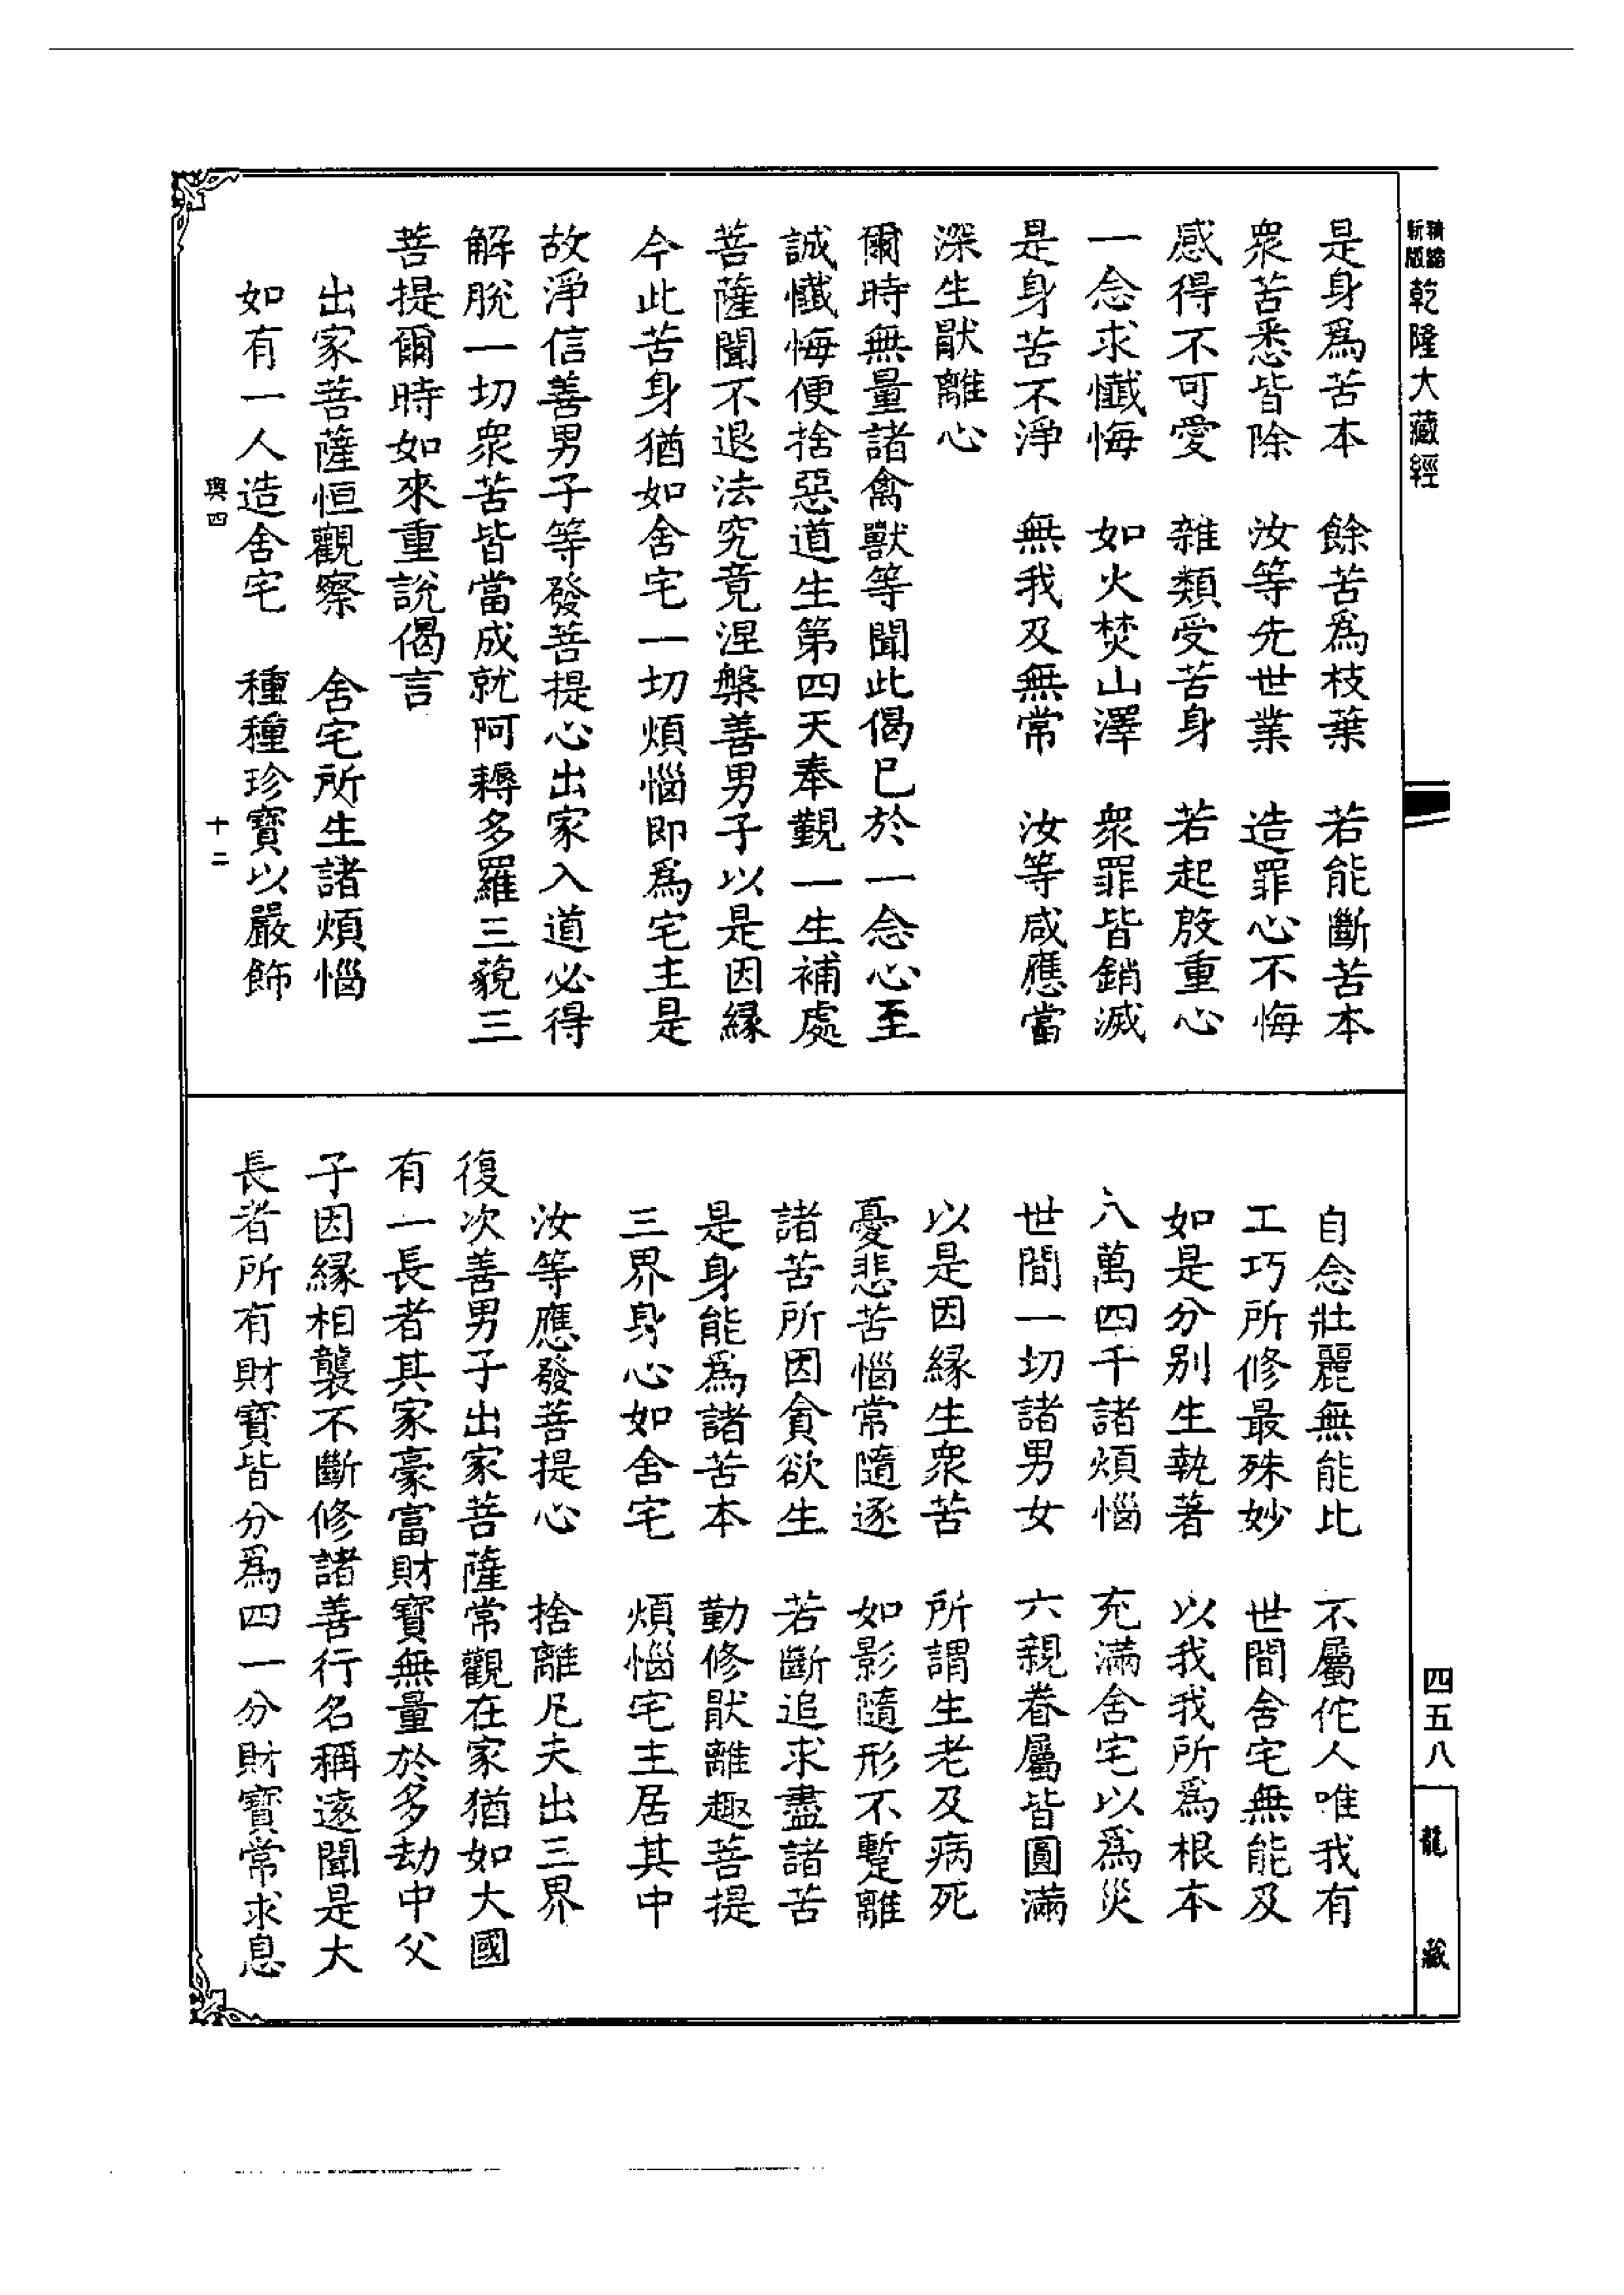 精縮
新版
乾隆大藏經
是身爲苦本　餘苦爲枝葉　若能斷苦本
衆苦悉皆除　汝等先世業　造罪心不悔
感得不可愛　雜類受苦身　若起殷重心
一念求懺悔　如火焚山澤　衆罪皆銷滅
是身苦不淨　無我及無常　汝等咸應當
深生猒離心
爾時無量諸禽獸等聞此偈已於一念心至
誠懺悔便捨惡道生第四天奉覲一生補處
菩薩聞不退法究竟涅槃善男子以是因緣
今此苦身猶如舍宅一切煩惱即爲宅主是
故淨信善男子等發菩提心出家入道必得
解脫一切衆苦皆當成就阿耨多羅三藐三
菩提爾時如來重說偈言
出家菩薩恒觀察　舍宅所生諸煩惱
如有一人造舍宅　種種珍寶以嚴飾
與四　十二
自念壯麗無能比　不屬佗人唯我有
工巧所修最殊妙　世間舍宅無能及
如是分別生執著　以我我所爲根本
八萬四千諸煩惱　充滿舍宅以爲災
世間一切諸男女　六親眷屬皆圓滿
以是因緣生衆苦　所謂生老及病死
憂悲苦惱常隨逐　如影隨形不暫離
諸苦所因貪欲生　若斷追求盡諸苦
是身能爲諸苦本　勤修猒離趣菩提
三界身心如舍宅　煩惱宅主居其中
汝等應發菩提心　捨離凡夫出三界
復次善男子出家菩薩常觀在家猶如大國
有一長者其家豪富財寶無量於多劫中父
子因緣相襲不斷修諸善行名稱遠聞是大
長者所有財寶皆分爲四一分財寶常求息
四五八
龍藏